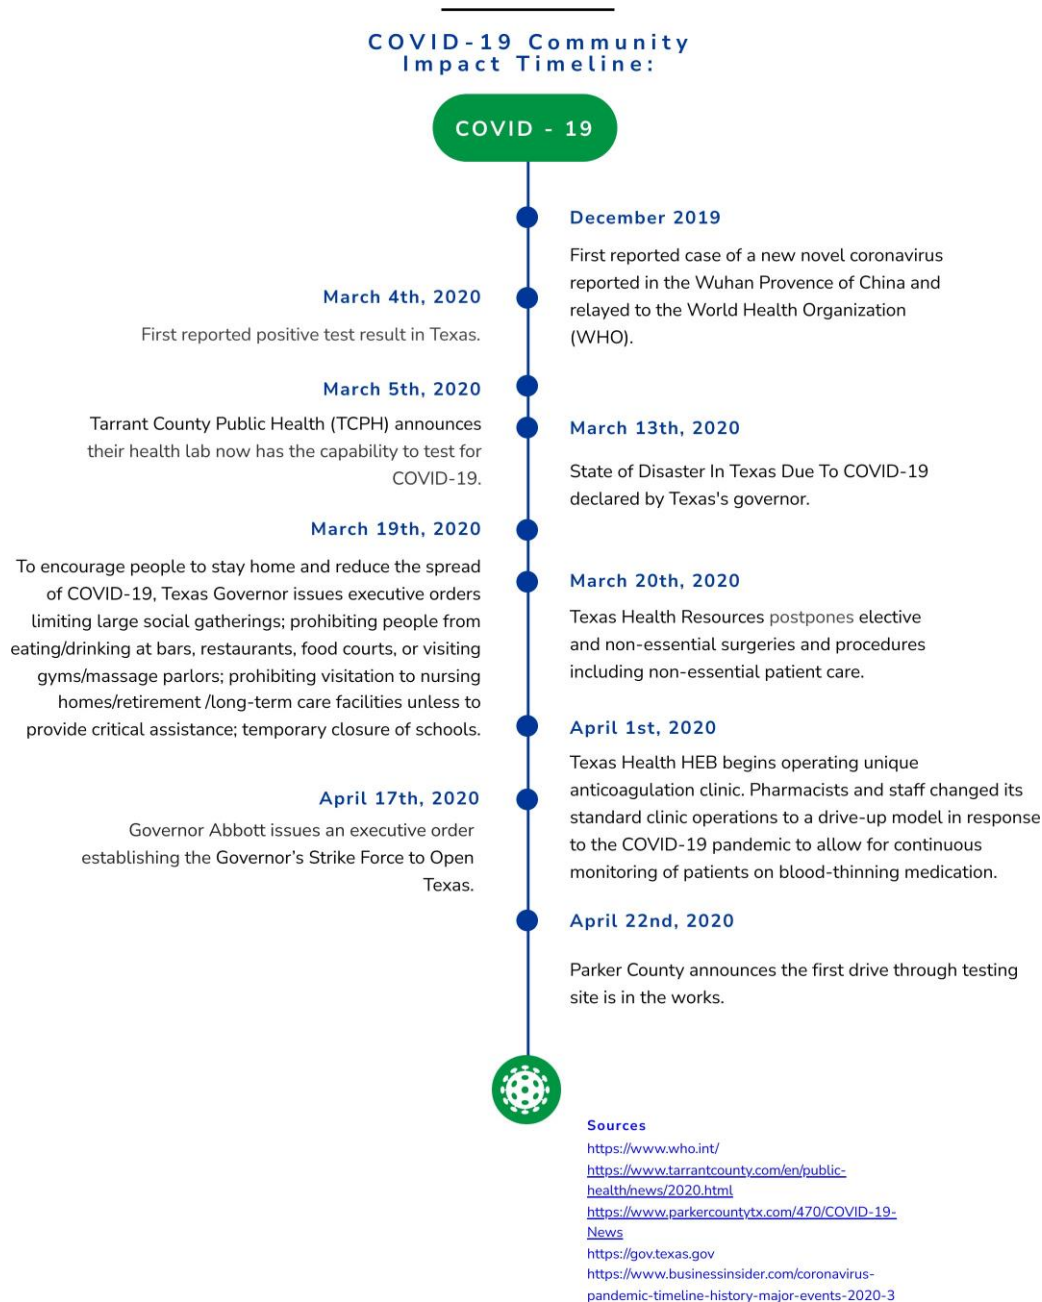 COVID-19 Community
Impact Timeline:
COVID - 19
December 2019
First reported case of a new novel coronavirus
reported in the Wuhan Provence of China and
relayed to the World Health Organization
(WHO).
March 4th, 2020
First reported positive test result in Texas.
March 5th, 2020
Tarrant County Public Health (TCPH) announces
their health lab now has the capability to test for
COVID-19.
March 13th, 2020
State of Disaster In Texas Due To COVID-19
declared by Texas's governor.
March 19th, 2020
To encourage people to stay home and reduce the spread
of COVID-19, Texas Governor issues executive orders
limiting large social gatherings; prohibiting people from
eating/drinking at bars, restaurants, food courts, or visiting
gyms/massage parlors; prohibiting visitation to nursing
homes/retirement /long-term care facilities unless to
provide critical assistance; temporary closure of schools.
March 20th, 2020
Texas Health Resources postpones elective
and non-essential surgeries and procedures
including non-essential patient care.
April 1st, 2020
Texas Health HEB begins operating unique
anticoagulation clinic. Pharmacists and staff changed its
standard clinic operations to a drive-up model in response
to the COVID-19 pandemic to allow for continuous
monitoring of patients on blood-thinning medication.
April 17th, 2020
Governor Abbott issues an executive order
establishing the Governor’s Strike Force to Open
Texas.
April 22nd, 2020
Parker County announces the first drive through testing
site is in the works.
Sources
https://www.who.int/
https://www.tarrantcounty.com/en/public-
health/news/2020.html
https://www.parkercountytx.com/470/COVID-19-
News
https://gov.texas.gov
https://www.businessinsider.com/coronavirus-
pandemic-timeline-history-major-events-2020-3